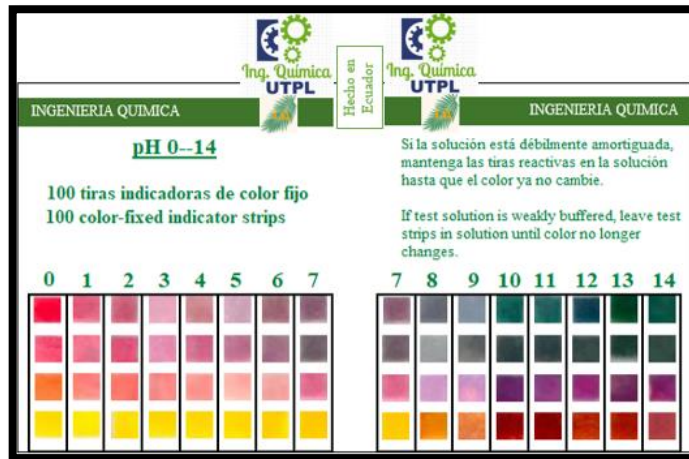 Ing. Química
UTPL
Hecho en
Ecuador
Ing. Química
UTPL
INGENIERIA QUIMICA
INGENIERIA QUIMICA
pH 0--14
100 tiras indicadoras de color fijo
100 color-fixed indicator strips
Si la solución está débilmente amortiguada,
mantenga las tiras reactivas en la solución
hasta que el color ya no cambie.
If test solution is weakly buffered, leave test
strips in solution until color no longer
changes.
0 1 2 3 4 5 6 7
7 8 9 10 11 12 13 14